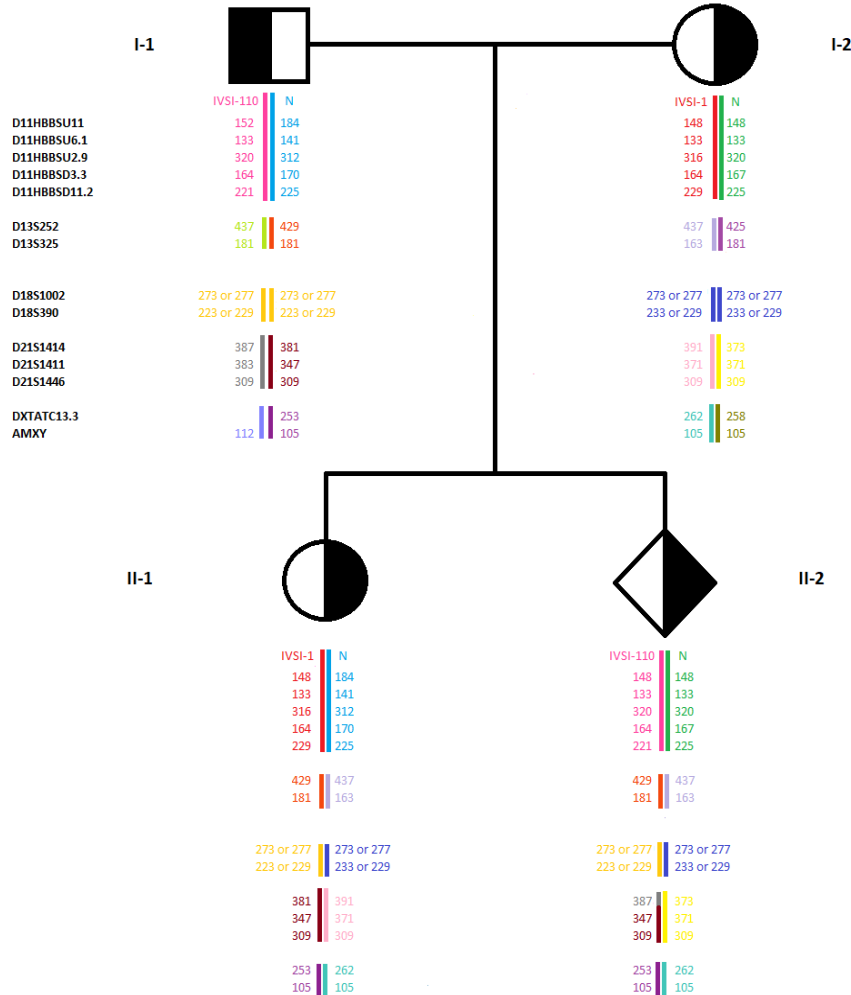 I-1 I-2
IVSI-110 N IVSI-1 N
D11HBBSU11 152 184 148 148
D11HBBSU6.1 133 141 133 133
D11HBBSU2.9 320 312 316 320
D11HBBSD3.3 164 170 164 167
D11HBBSD11.2 221 225 229 225
D13S252 437 429 437 425
D13S325 181 181 163 181
D18S1002 273 or 277 273 or 277 273 or 277 273 or 277
D18S390 223 or 229 223 or 229 233 or 229 233 or 229
D21S1414 387 381 391 373
D21S1411 383 347 371 371
D21S1446 309 309 309 309
DXTATC13.3 253 262 258
AMXY 112 105 105 105
II-1 II-2
IVSI-1 N IVSI-110 N
148 184 148 148
133 141 133 133
316 312 320 320
164 170 164 167
229 225 221 225
429 437 429 437
181 163 181 163
273 or 277 273 or 277 273 or 277 273 or 277
223 or 229 233 or 229 223 or 229 233 or 229
381 391 387 373
347 371 347 371
309 309 309 309
253 262 253 262
105 105 105 105